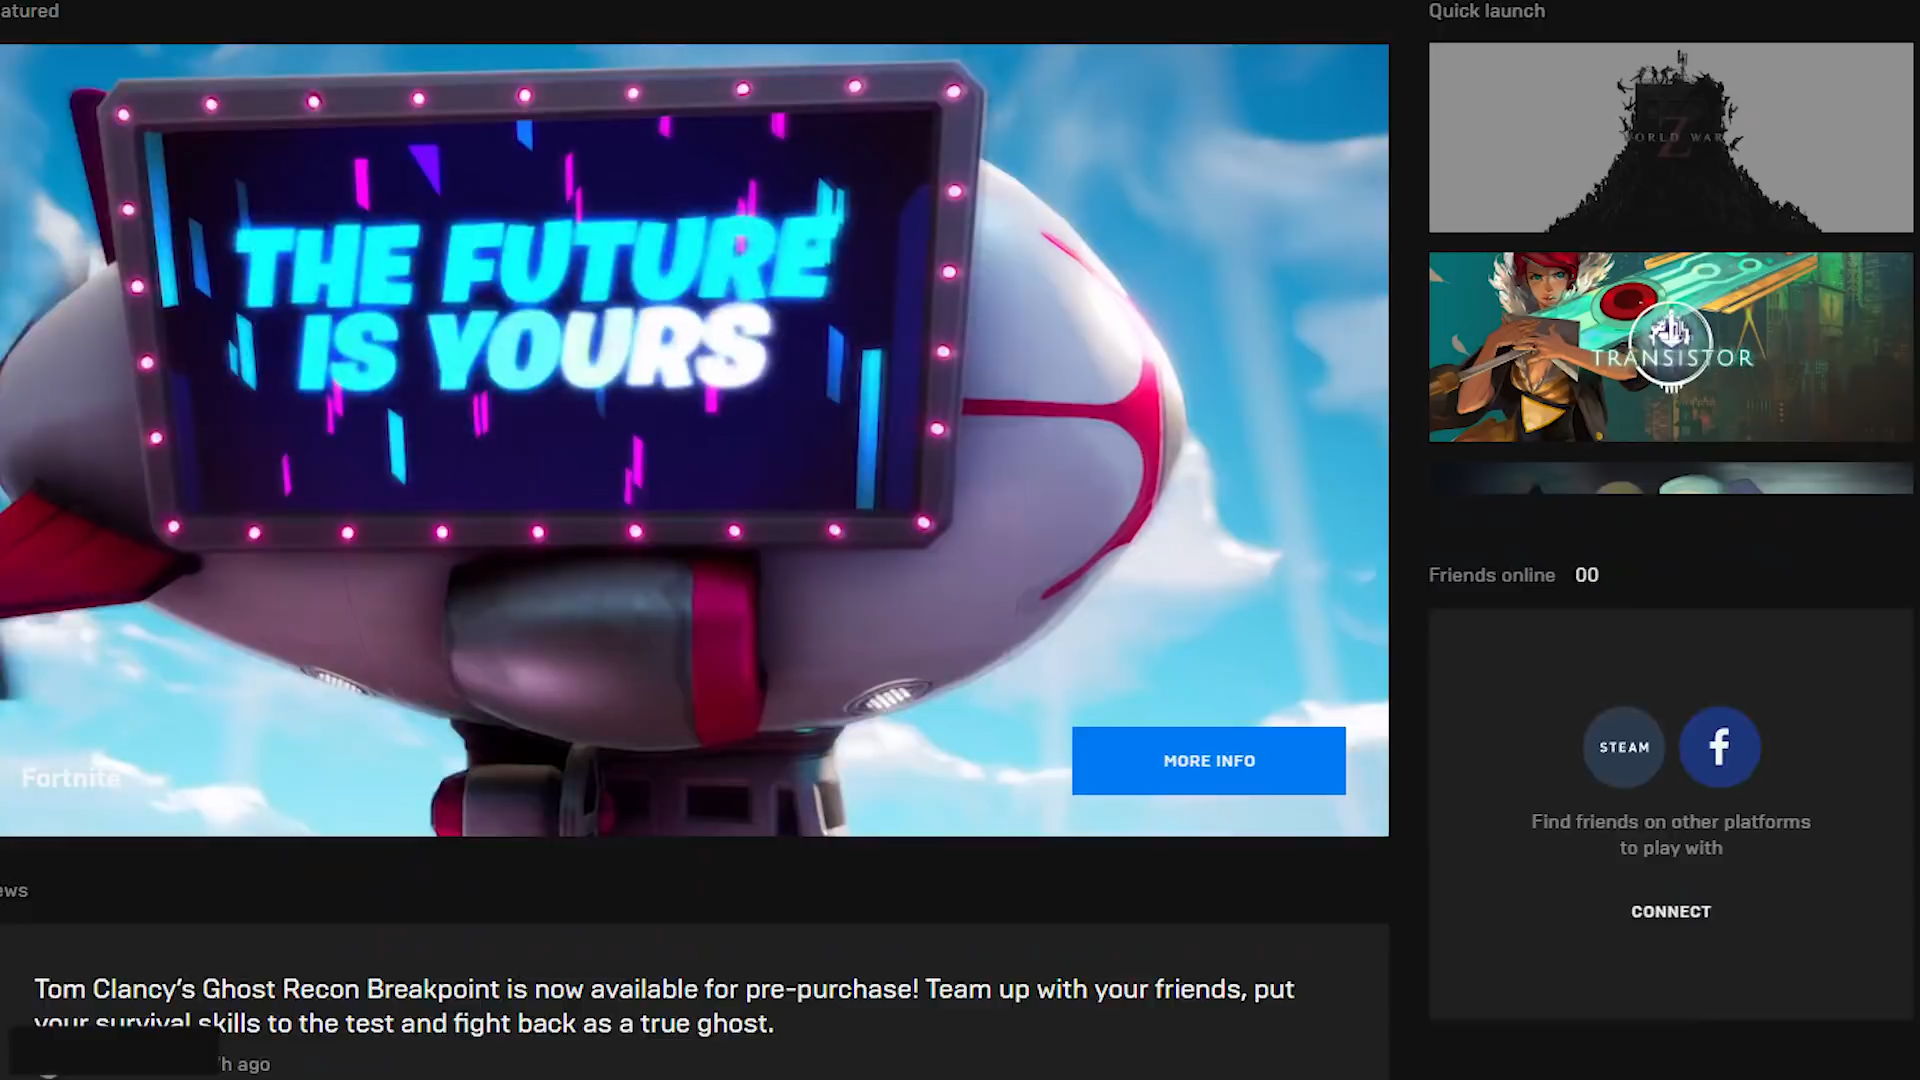 atured
Quick launch
THE FUTURE
IS YOURS
WORLD WAR
Z
TRANSISTOR
Friends online 00
STEAM
f
MORE INFO
Fortnite
Find friends on other platforms
to play with
CONNECT
ews
Tom Clancy's Ghost Recon Breakpoint is now available for pre-purchase! Team up with your friends, put
your survival skills to the test and fight back as a true ghost.
h ago